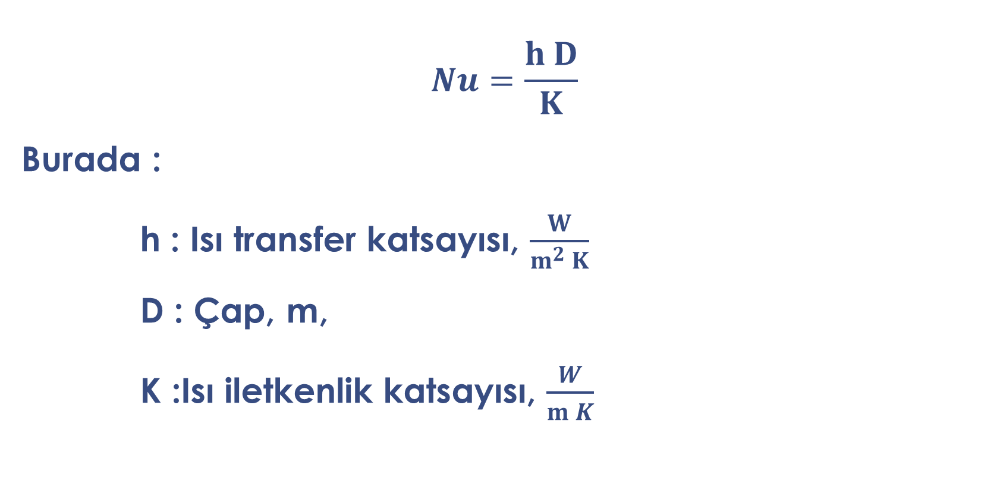 Nu = h D / K
Burada :
h : Isı transfer katsayısı, W / m² K
D : Çap, m,
K :Isı iletkenlik katsayısı, W / m K